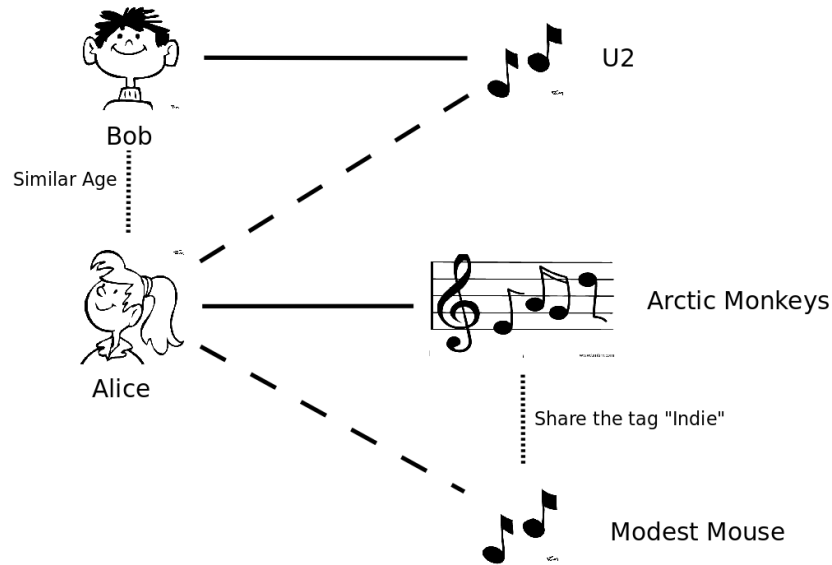 U2
Bob
Similar Age
Arctic Monkeys
Alice
Share the tag "Indie"
Modest Mouse